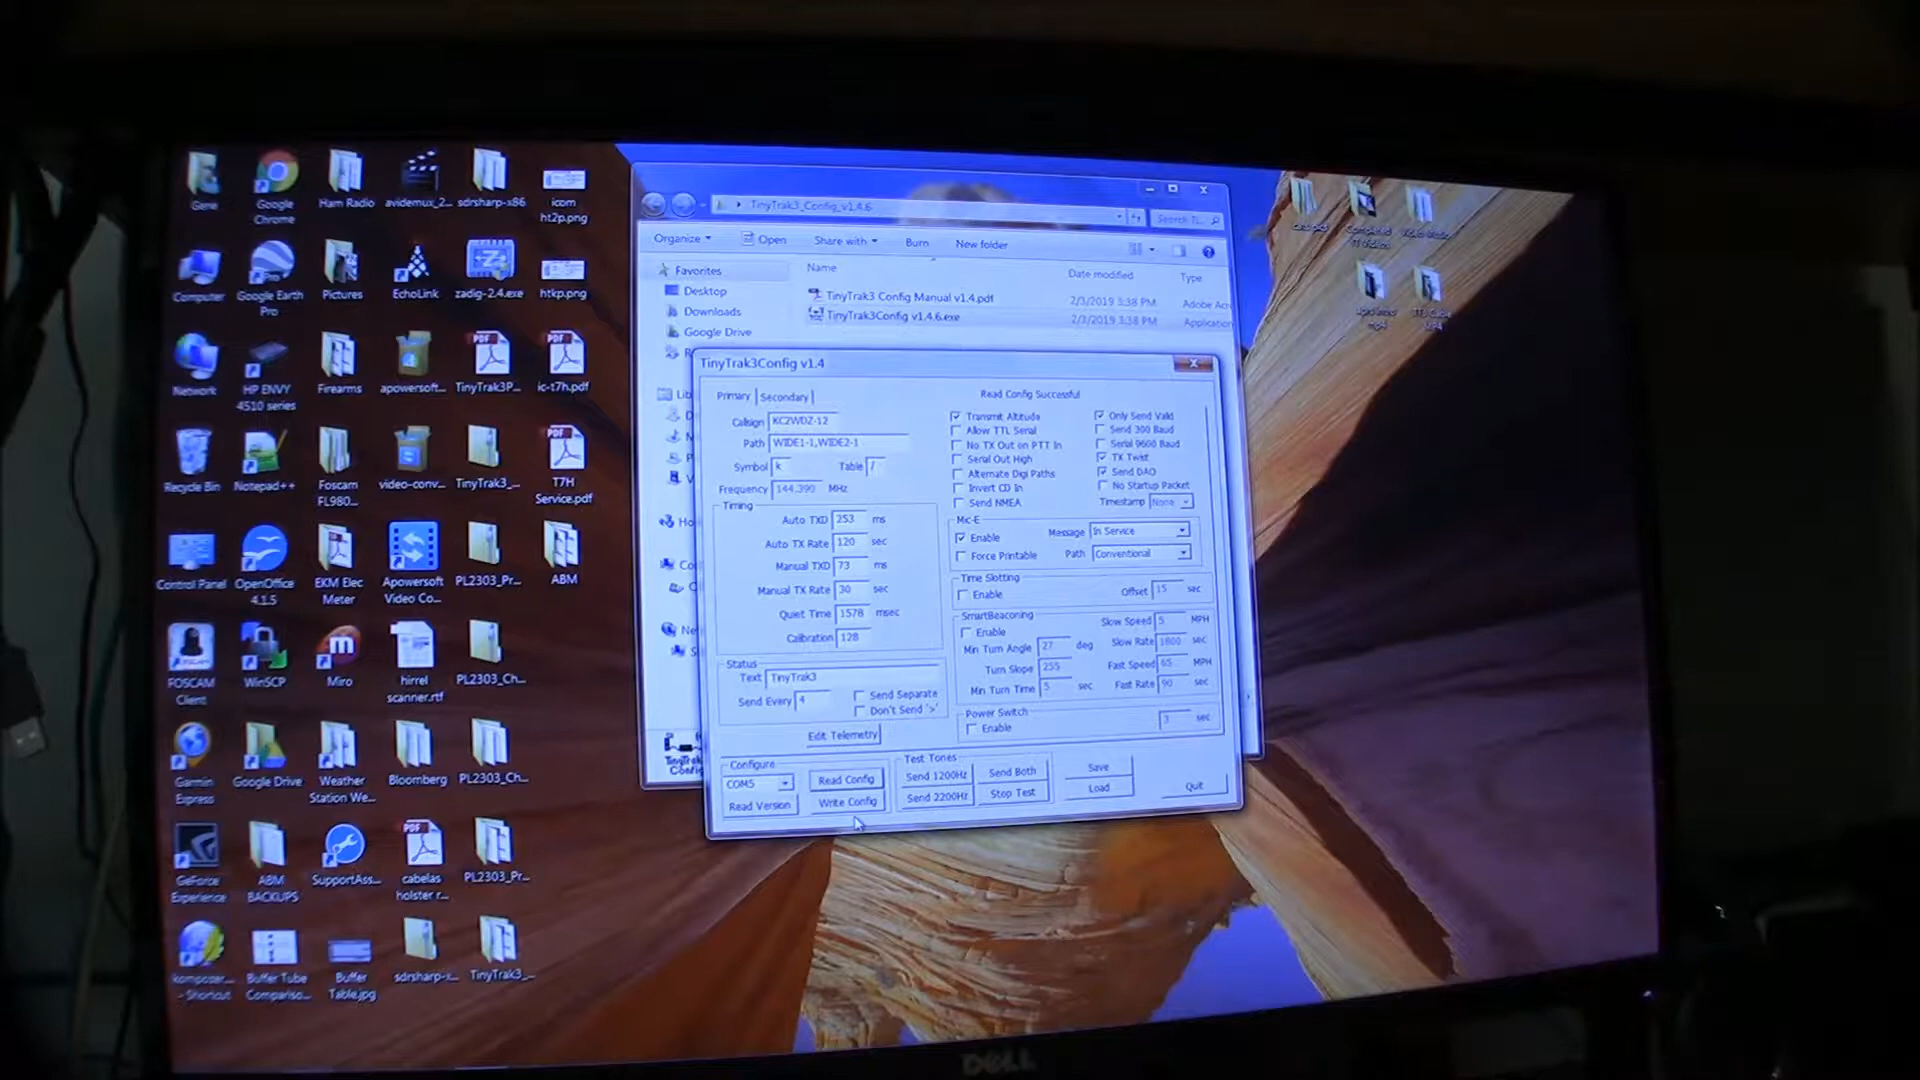 Gene
Google Chrome
Ham Radio
avidemux_2...
sdrsharp-x86
icom ht2p.png
Computer
Google Earth Pro
Pictures
EchoLink
zadig-2.4.exe
htkp.png
Network
HP ENVY 4510 series
Firearms
apowersoft...
TinyTrak3P...
ic-t7h.pdf
Recycle Bin
Notepad++
Foscam FL980...
video-conv...
TinyTrak3_...
T7H Service.pdf
Control Panel
OpenOffice 4.1.5
EKM Elec Meter
Apowersoft Video Co...
PL2303_Pr...
ABM
FOSCAM Client
WinSCP
Miro
hirrel scanner.rtf
PL2303_Ch...
Garmin Express
Google Drive
Weather Station We...
Bloomberg
PL2303_Ch...
GeForce Experience
ABM BACKUPS
SupportAss...
cabelas holster r...
PL2303_Pr...
komposer... - Shortcut
Buffer Tube Compariso...
Buffer Table.jpg
sdrsharp-x...
TinyTrak3_...
TinyTrak3_Config_v1.4.6
Organize
Open
Share with
Burn
New folder
Favorites
Desktop
Downloads
Google Drive
Name
Date modified
Type
TinyTrak3 Config Manual v1.4.pdf
2/3/2019 3:38 PM
TinyTrak3Config v1.4.6.exe
2/3/2019 3:38 PM
TinyTrak3Config v1.4
Primary
Secondary
Read Config Successful
Callsign KC2WDZ-12
Path WIDE1-1,WIDE2-1
Symbol k Table /
Frequency 144.390 MHz
Timing
Auto TXD 253 ms
Auto TX Rate 120 sec
Manual TXD 73 ms
Manual TX Rate 30 sec
Quiet Time 1578 msec
Calibration 128
Status
Text TinyTrak3
Send Every 4
Send Separate
Don't Send '>'
Edit Telemetry
Transmit Altitude
Allow TTL Serial
No TX Out on PTT In
Serial Out High
Alternate Digi Paths
Invert CD In
Send NMEA
Only Send Valid
Send 300 Baud
Serial 9600 Baud
TX Twist
Send DAO
No Startup Packet
Timestamp None
Mic-E
Enable
Message In Service
Force Printable
Path Conventional
Time Slotting
Enable
Offset 15 sec
SmartBeaconing
Enable
Min Turn Angle 27 deg
Turn Slope 255
Min Turn Time 5 sec
Slow Speed 5 MPH
Slow Rate 1800 sec
Fast Speed 65 MPH
Fast Rate 90 sec
Power Switch
Enable
3 sec
Configure
COM5
Read Config
Read Version
Write Config
Test Tones
Send 1200Hz
Send Both
Send 2200Hz
Stop Test
Save
Load
Quit
DELL